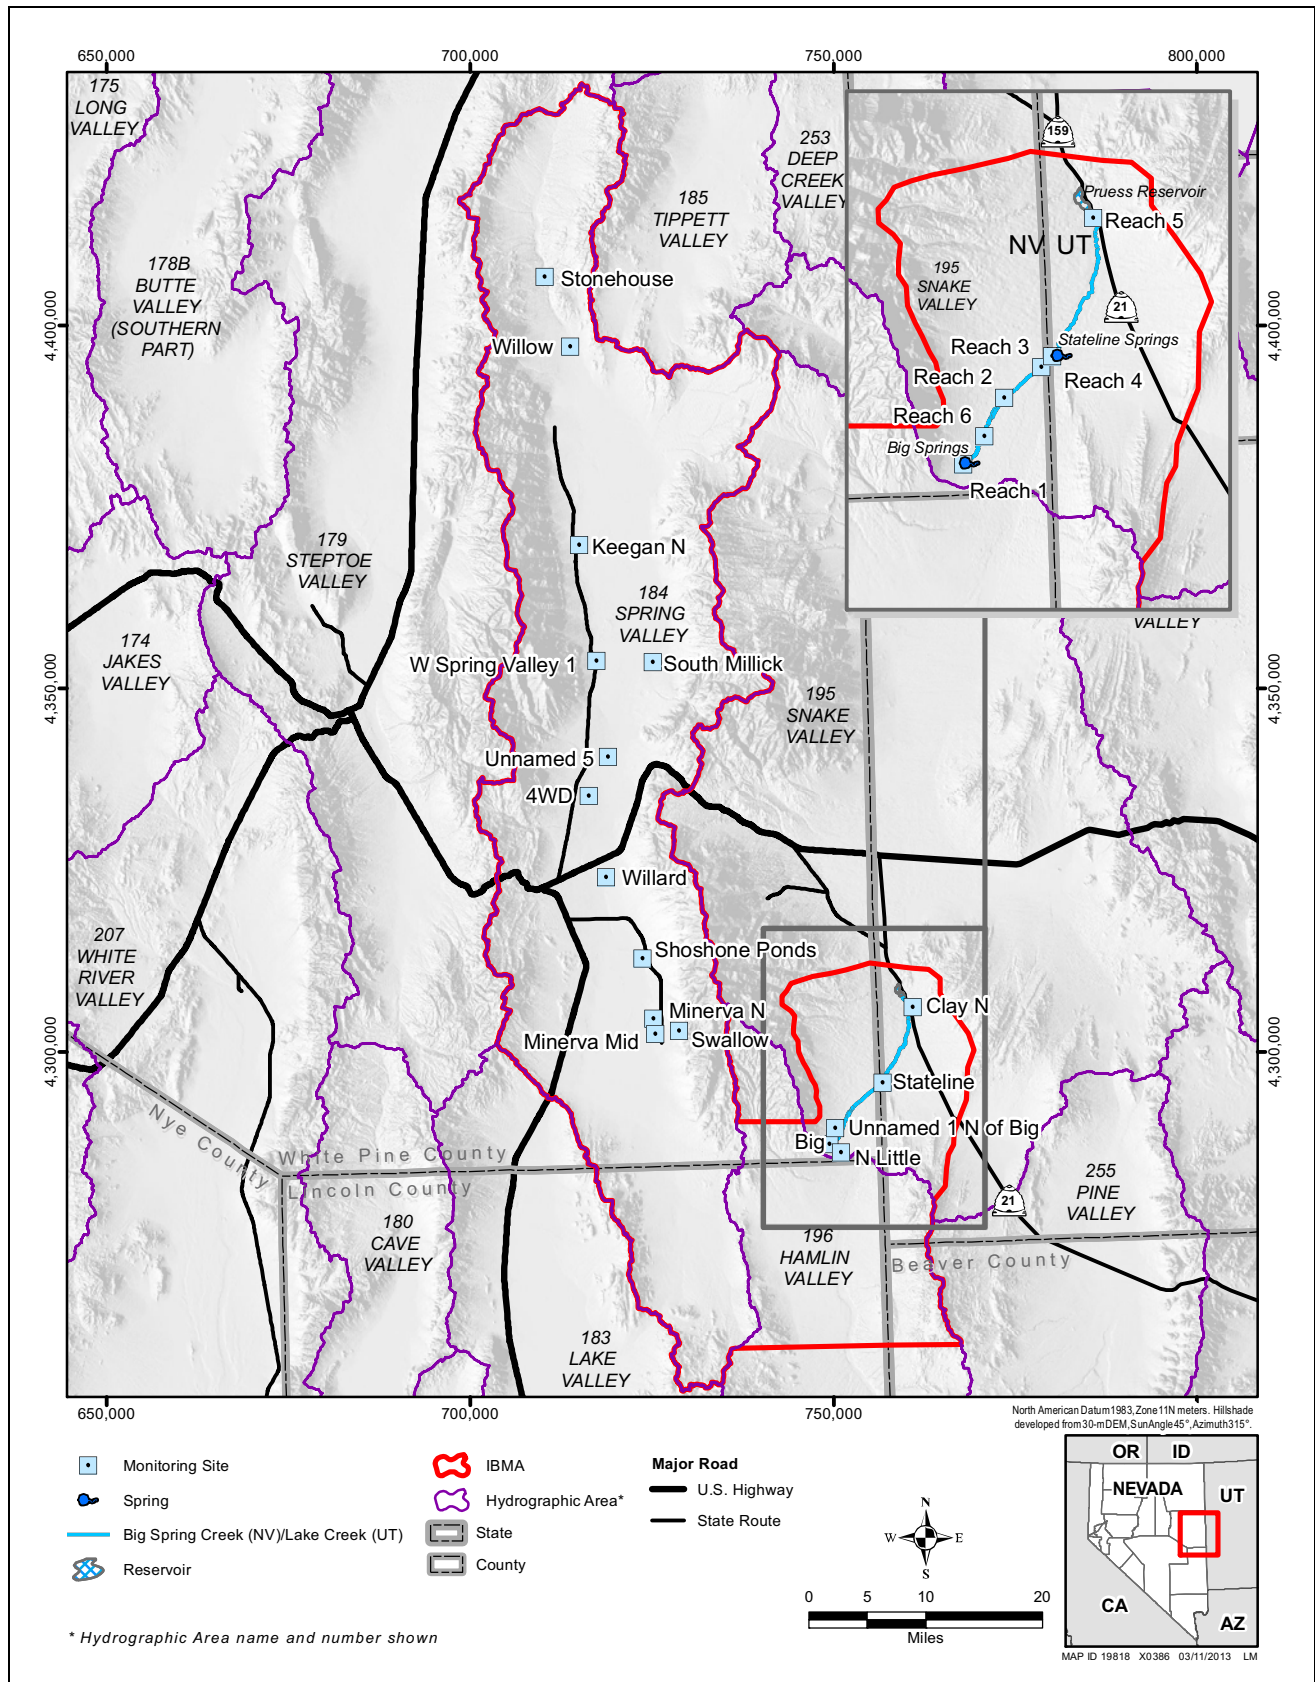 650,000
700,000
750,000
800,000
175
LONG
VALLEY
253
DEEP
CREEK
VALLEY
159
Pruess Reservoir
Reach 5
NV UT
185
TIPPETT
VALLEY
178B
BUTTE
VALLEY
(SOUTHERN
PART)
195
SNAKE
VALLEY
21
Stonehouse
Willow
4,400,000
4,400,000
Stateline Springs
Reach 3
Reach 4
Reach 2
Reach 6
Big Springs
Reach 1
179
STEPTOE
VALLEY
Keegan N
184
SPRING
VALLEY
VALLEY
174
JAKES
VALLEY
W Spring Valley 1
South Millick
4,350,000
4,350,000
195
SNAKE
VALLEY
Unnamed 5
4WD
Willard
207
WHITE
RIVER
VALLEY
Shoshone Ponds
Minerva N
Minerva Mid
Swallow
Clay N
4,300,000
4,300,000
Stateline
Unnamed 1 N of Big
Big
N Little
Nye County
White Pine County
Lincoln County
180
CAVE
VALLEY
196
HAMLIN
VALLEY
255
PINE
VALLEY
21
Beaver County
183
LAKE
VALLEY
650,000
700,000
750,000
North American Datum 1983, Zone 11N meters. Hillshade
developed from 30-m DEM, Sun Angle 45°, Azimuth 315°.
Monitoring Site
Spring
Big Spring Creek (NV)/Lake Creek (UT)
Reservoir
IBMA
Hydrographic Area*
State
County
Major Road
U.S. Highway
State Route
N
W E
S
0 5 10 20
Miles
OR ID
NEVADA
UT
CA
AZ
* Hydrographic Area name and number shown
MAP ID 19818 X0386 03/11/2013 LM